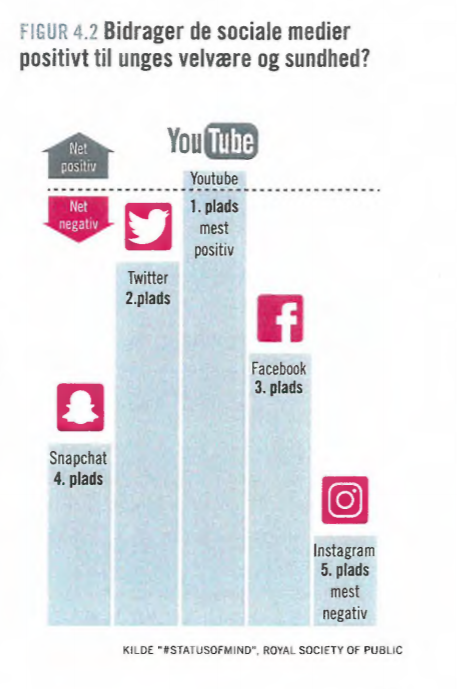 FIGUR 4.2 Bidrager de sociale medier
positivt til unges velvære og sundhed?
YouTube
Net
positiv
Youtube
Net
negativ
1. plads
mest
positiv
Twitter
2.plads
Facebook
3. plads
Snapchat
4. plads
Instagram
5. plads
mest
negativ
KILDE "#STATUSOFMIND", ROYAL SOCIETY OF PUBLIC